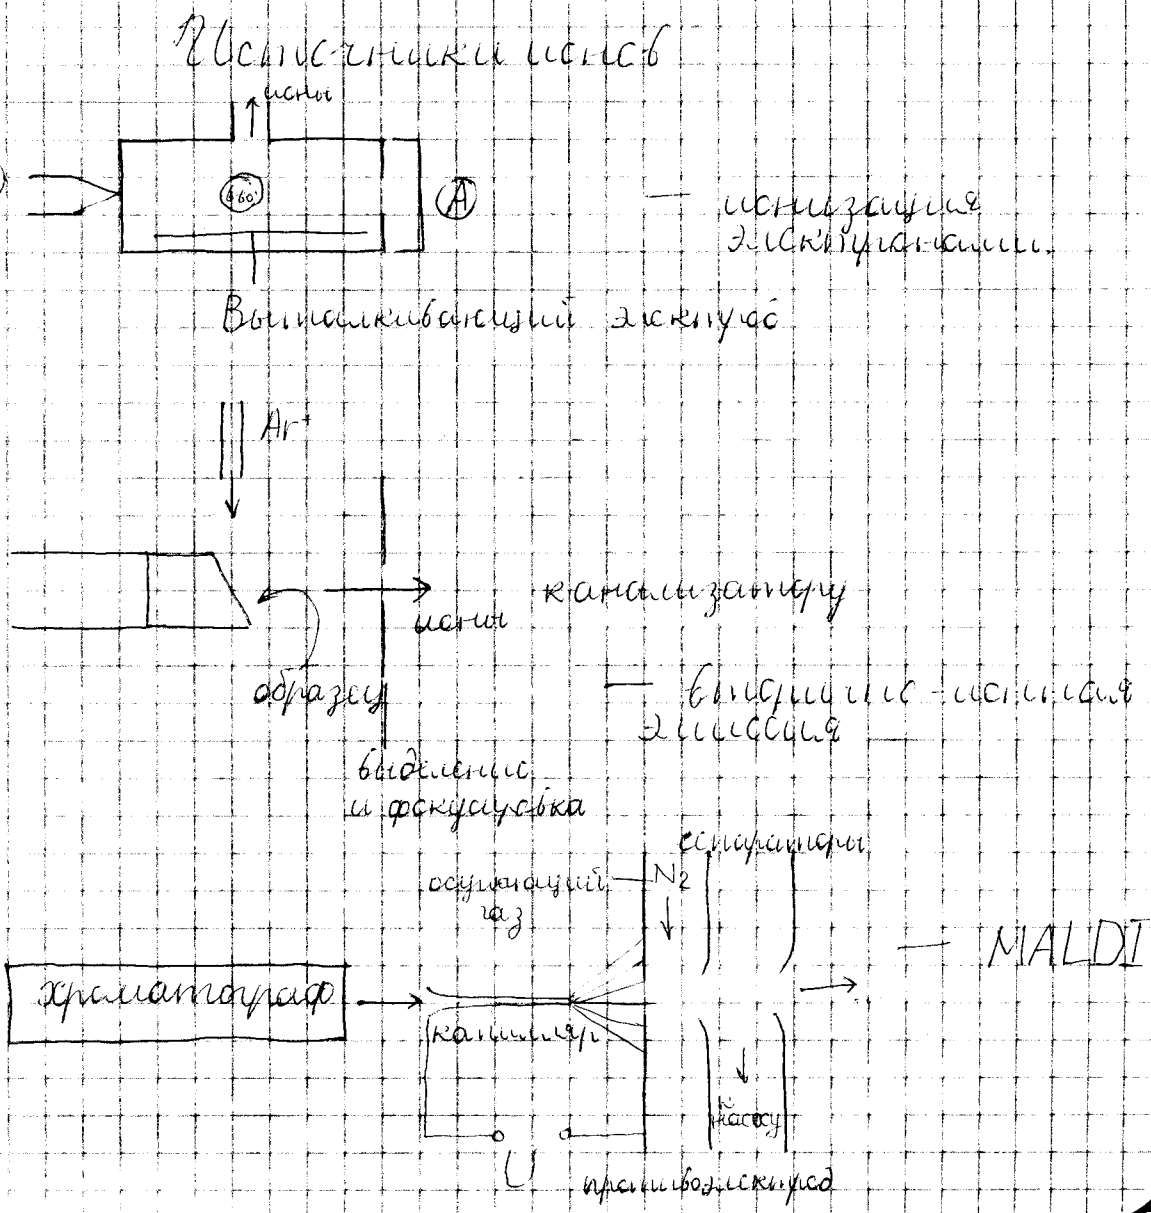 Источники ионов
ионы
А
— ионизация
электронами.
Выталкивающий электрод
Ar⁺
к анализатору
ионы
образец
— вторично-ионная
эмиссия
выделение
и фокусировка
сепараторы
осушающий
газ
N₂
— MALDI
хроматограф
капилляр
к насосу
U
противоэлектрод